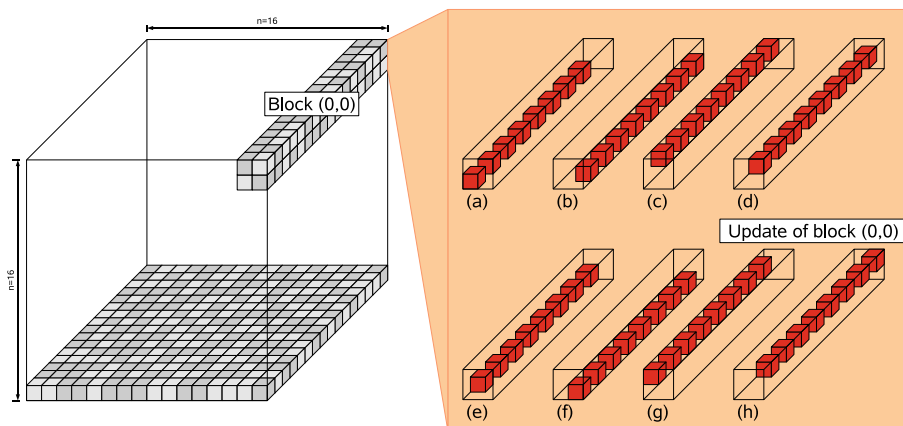 n=16
n=16
Block (0,0)
(a)
(b)
(c)
(d)
Update of block (0,0)
(e)
(f)
(g)
(h)